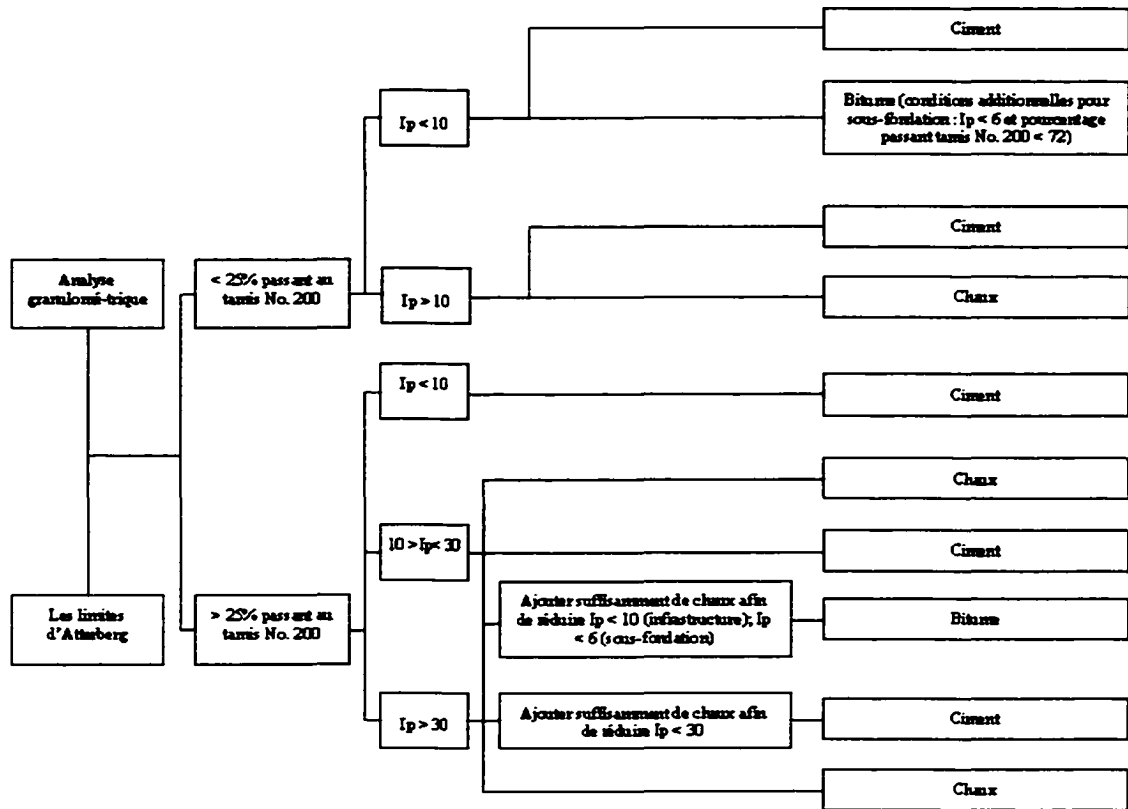 Ciment
Ip < 10
Bitume (conditions additionnelles pour
sous-fondation : Ip < 6 et pourcentage
passant tamis No. 200 < 72)
Ciment
Analyse
granulomé-trique
< 25% passant au
tamis No. 200
Ip > 10
Chaux
Ip < 10
Ciment
Chaux
10 > Ip < 30
Ciment
Les limites
d'Atterberg
> 25% passant au
tamis No. 200
Ajouter suffisamment de chaux afin
de réduire Ip < 10 (infrastructure); Ip
< 6 (sous-fondation)
Bitume
Ip > 30
Ajouter suffisamment de chaux afin
de réduire Ip < 30
Ciment
Chaux